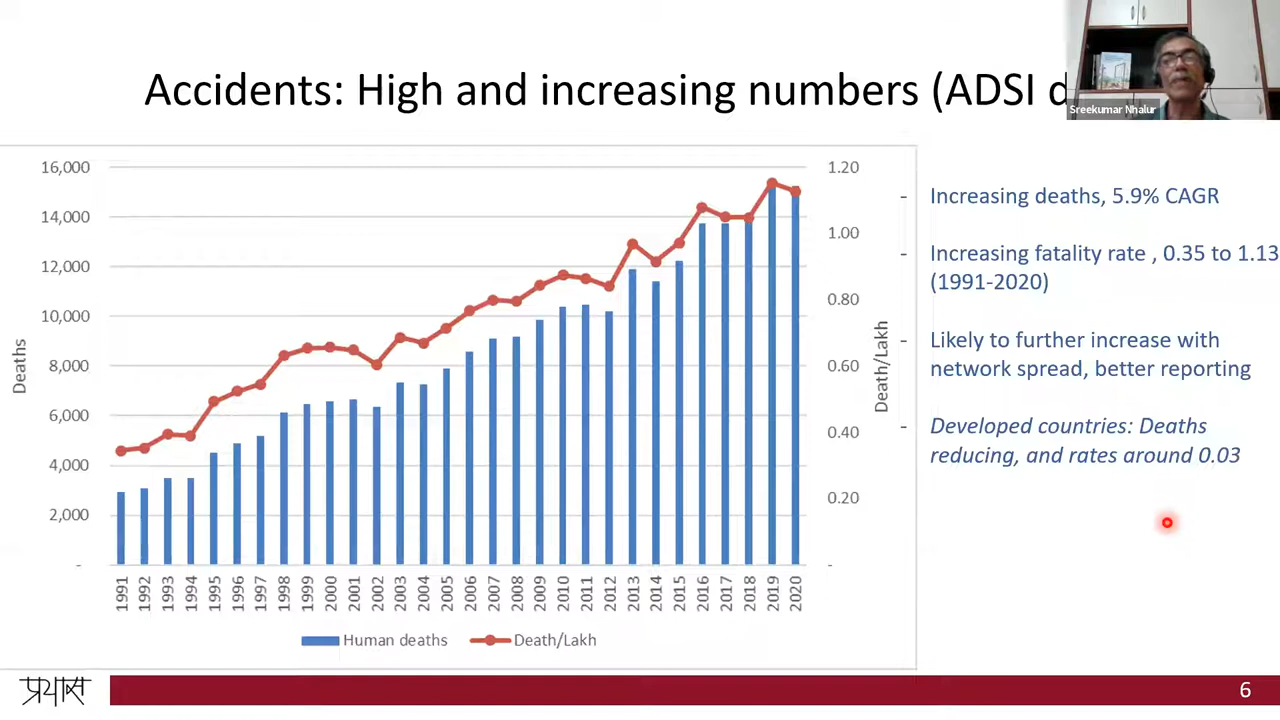 Accidents: High and increasing numbers (ADSI d
Sreekumar Nhalur
16,000
14,000
12,000
10,000
8,000
6,000
4,000
2,000
-
Deaths
1.20
1.00
0.80
0.60
0.40
0.20
-
Death/Lakh
1991 1992 1993 1994 1995 1996 1997 1998 1999 2000 2001 2002 2003 2004 2005 2006 2007 2008 2009 2010 2011 2012 2013 2014 2015 2016 2017 2018 2019 2020
Human deaths Death/Lakh
- Increasing deaths, 5.9% CAGR
- Increasing fatality rate , 0.35 to 1.13
(1991-2020)
- Likely to further increase with
network spread, better reporting
- Developed countries: Deaths
reducing, and rates around 0.03
प्रयास
6